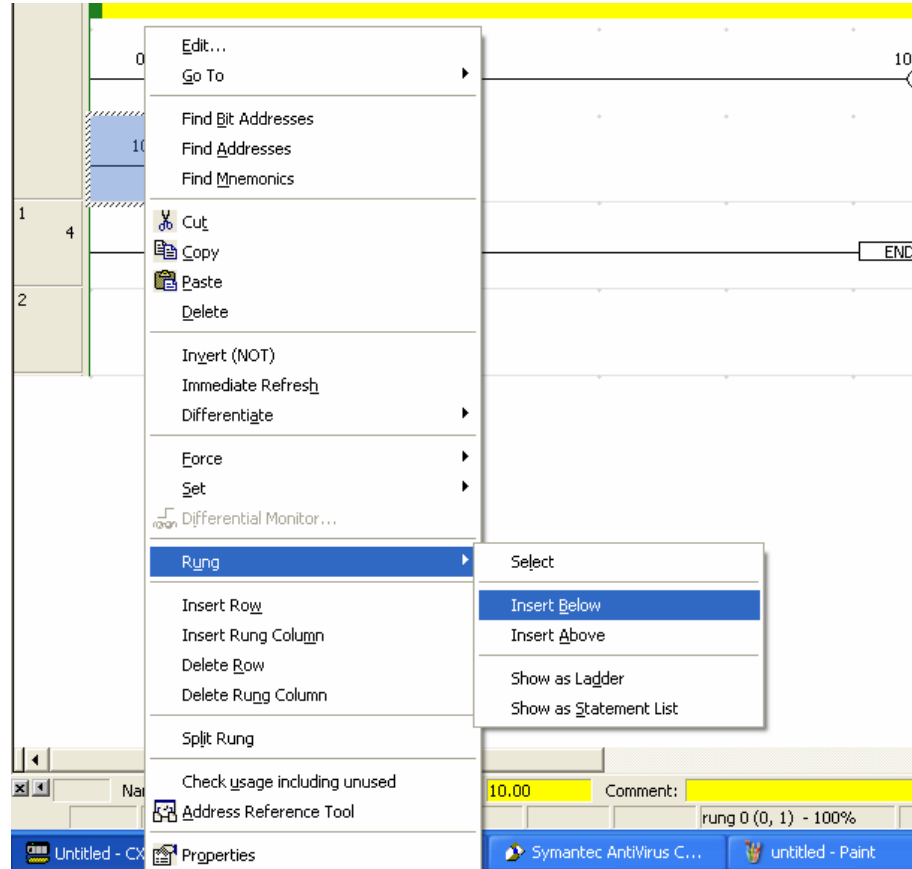 Edit...
0
10
Go To
Find Bit Addresses
10
Find Addresses
Find Mnemonics
1
4
Cut
Copy
END
Paste
2
Delete
Invert (NOT)
Immediate Refresh
Differentiate
Force
Set
Differential Monitor...
Rung
Select
Insert Row
Insert Below
Insert Rung Column
Insert Above
Delete Row
Delete Rung Column
Show as Ladder
Show as Statement List
Split Rung
Check usage including unused
Na
10.00
Comment:
Address Reference Tool
rung 0 (0, 1) - 100%
Untitled - CX
Properties
Symantec AntiVirus C...
untitled - Paint